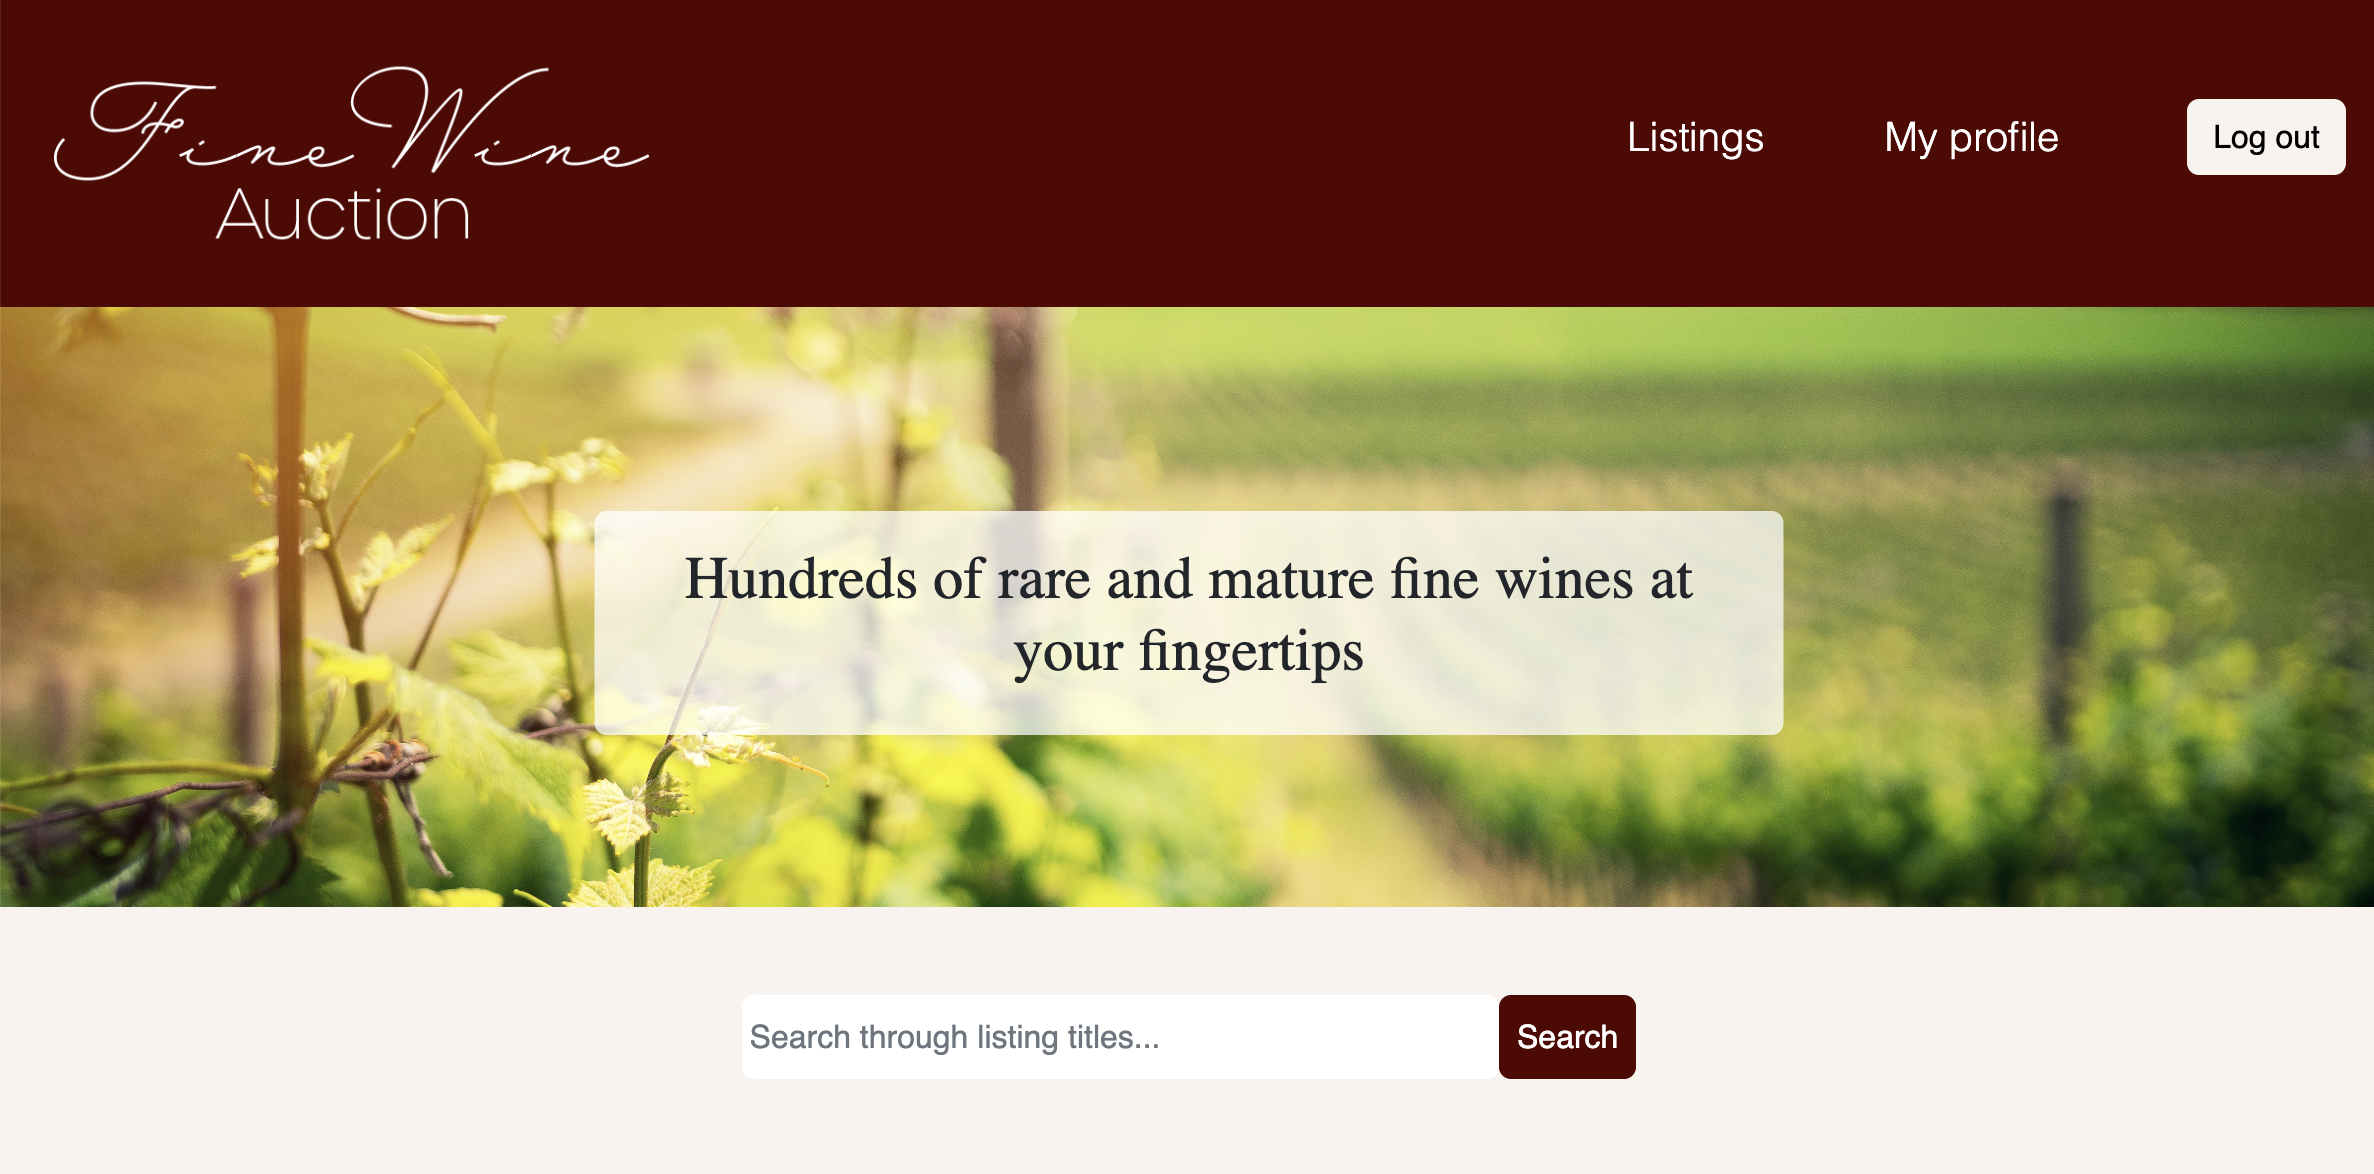 Fine Wine
Auction
Listings
My profile
Log out
Hundreds of rare and mature fine wines at
your fingertips
Search through listing titles...
Search